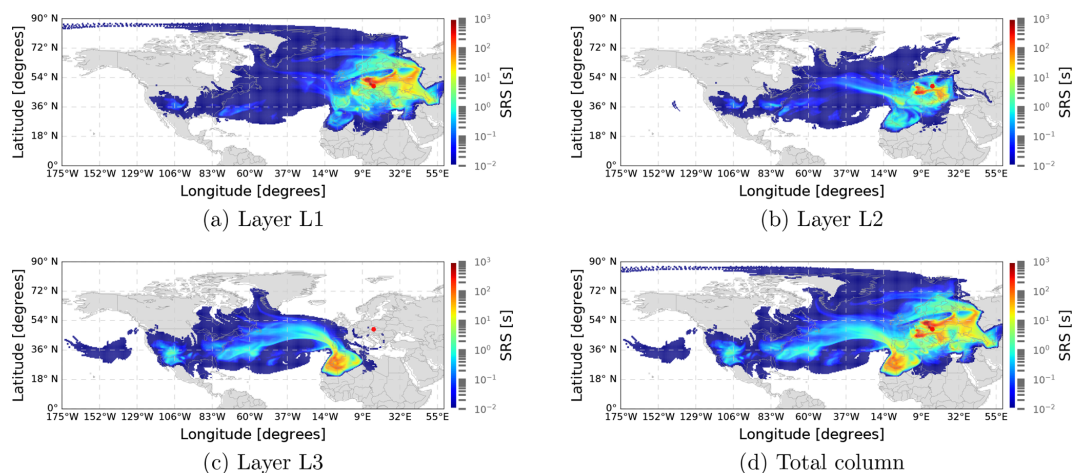 90° N
72° N
54° N
36° N
18° N
0°
175°W 152°W 129°W 106°W 83°W 60°W 37°W 14°W 9°E 32°E 55°E
Latitude [degrees]
Longitude [degrees]
10³
10²
10¹
10⁰
10⁻¹
10⁻²
SRS [s]
(a) Layer L1
90° N
72° N
54° N
36° N
18° N
0°
175°W 152°W 129°W 106°W 83°W 60°W 37°W 14°W 9°E 32°E 55°E
Latitude [degrees]
Longitude [degrees]
10³
10²
10¹
10⁰
10⁻¹
10⁻²
SRS [s]
(b) Layer L2
90° N
72° N
54° N
36° N
18° N
0°
175°W 152°W 129°W 106°W 83°W 60°W 37°W 14°W 9°E 32°E 55°E
Latitude [degrees]
Longitude [degrees]
10³
10²
10¹
10⁰
10⁻¹
10⁻²
SRS [s]
(c) Layer L3
90° N
72° N
54° N
36° N
18° N
0°
175°W 152°W 129°W 106°W 83°W 60°W 37°W 14°W 9°E 32°E 55°E
Latitude [degrees]
Longitude [degrees]
10³
10²
10¹
10⁰
10⁻¹
10⁻²
SRS [s]
(d) Total column